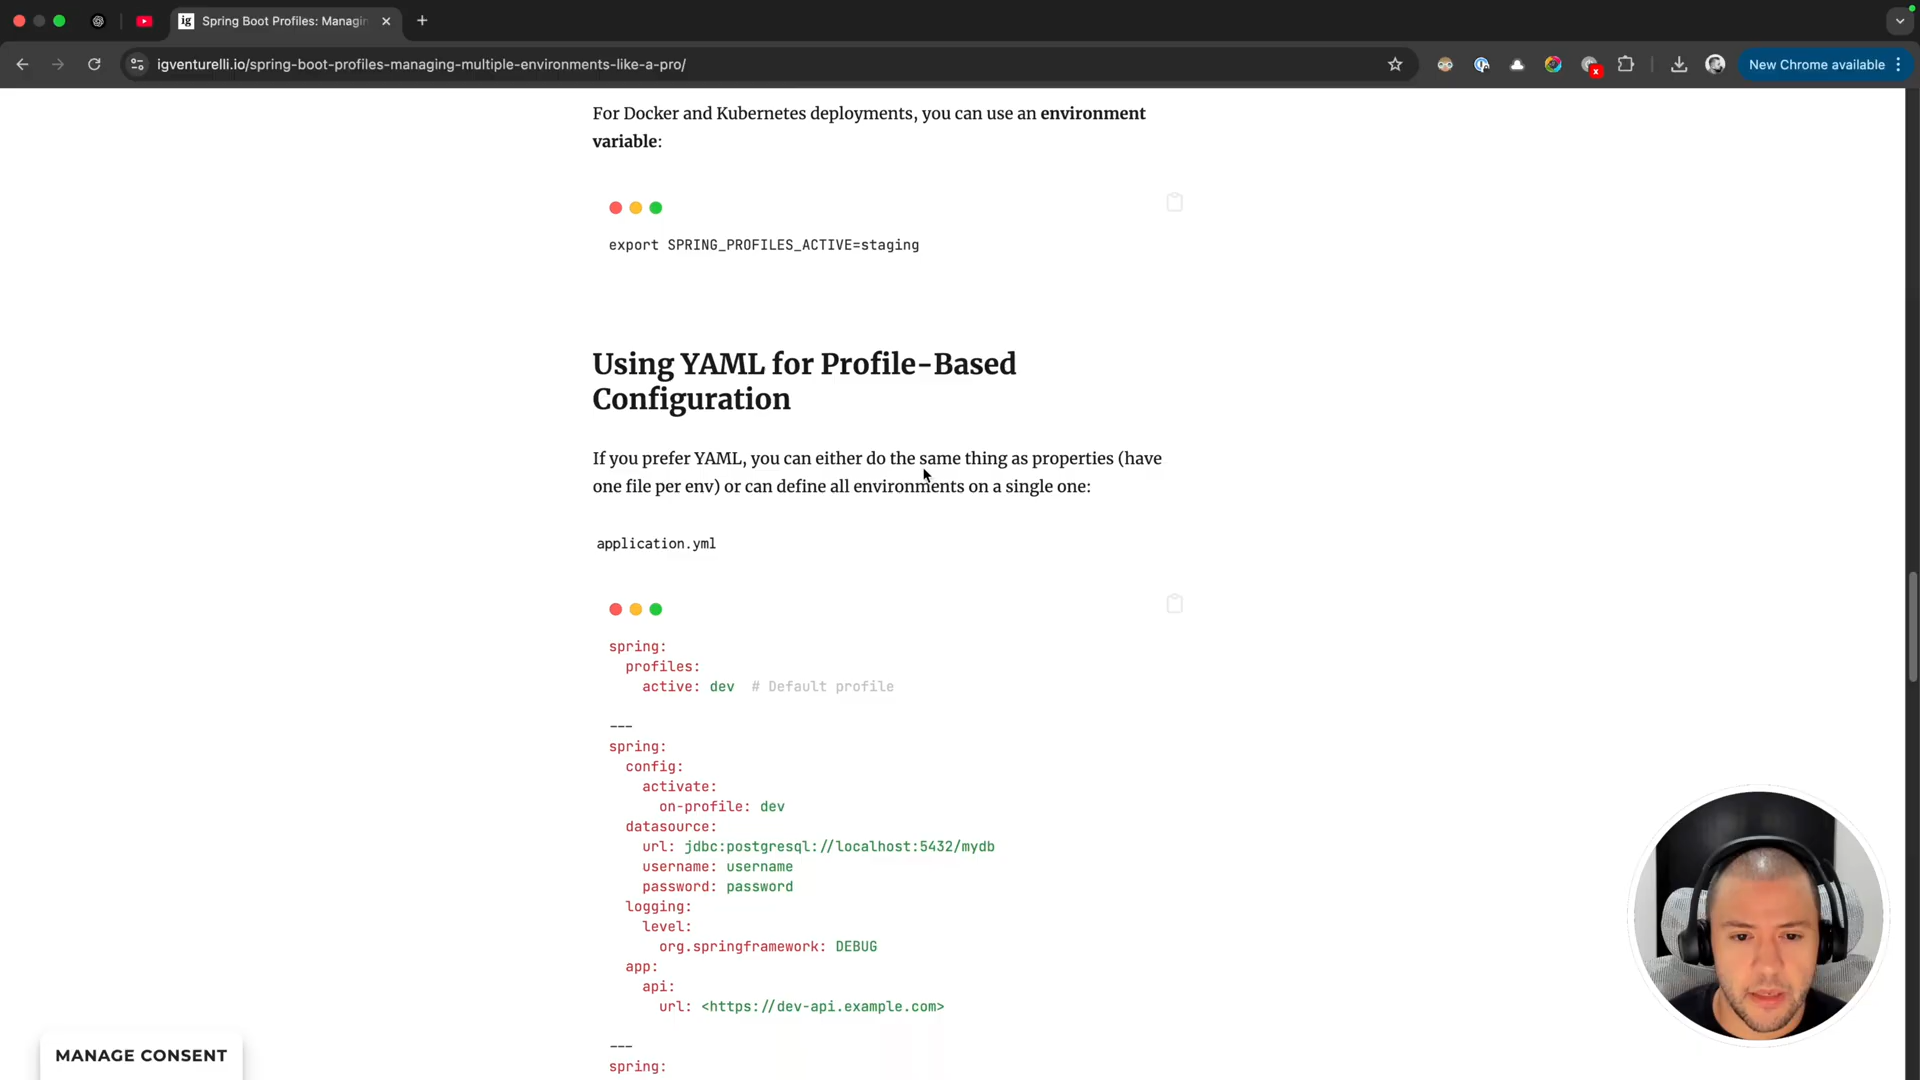 ig Spring Boot Profiles: Managin
igventurelli.io/spring-boot-profiles-managing-multiple-environments-like-a-pro/
x
New Chrome available
For Docker and Kubernetes deployments, you can use an environment
variable:
export SPRING_PROFILES_ACTIVE=staging
Using YAML for Profile-Based
Configuration
If you prefer YAML, you can either do the same thing as properties (have
one file per env) or can define all environments on a single one:
application.yml
spring:
  profiles:
    active: dev  # Default profile
---
spring:
  config:
    activate:
      on-profile: dev
  datasource:
    url: jdbc:postgresql://localhost:5432/mydb
    username: username
    password: password
  logging:
    level:
      org.springframework: DEBUG
  app:
    api:
      url: <https://dev-api.example.com>
---
spring:
MANAGE CONSENT